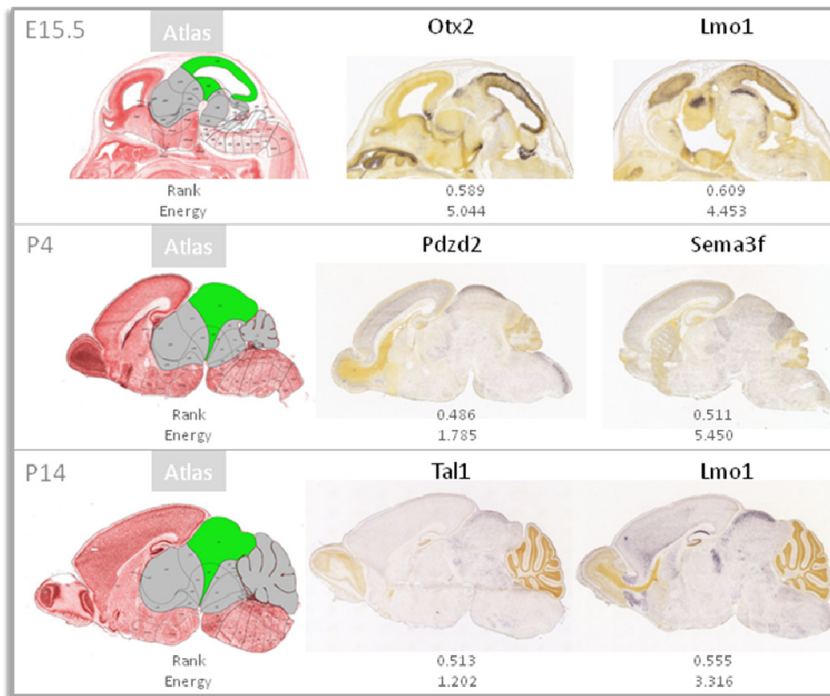 E15.5 Atlas Otx2 Lmo1
Rank 0.589 0.609
Energy 5.044 4.453
P4 Atlas Pdzd2 Sema3f
Rank 0.486 0.511
Energy 1.785 5.450
P14 Atlas Tal1 Lmo1
Rank 0.513 0.555
Energy 1.202 3.316